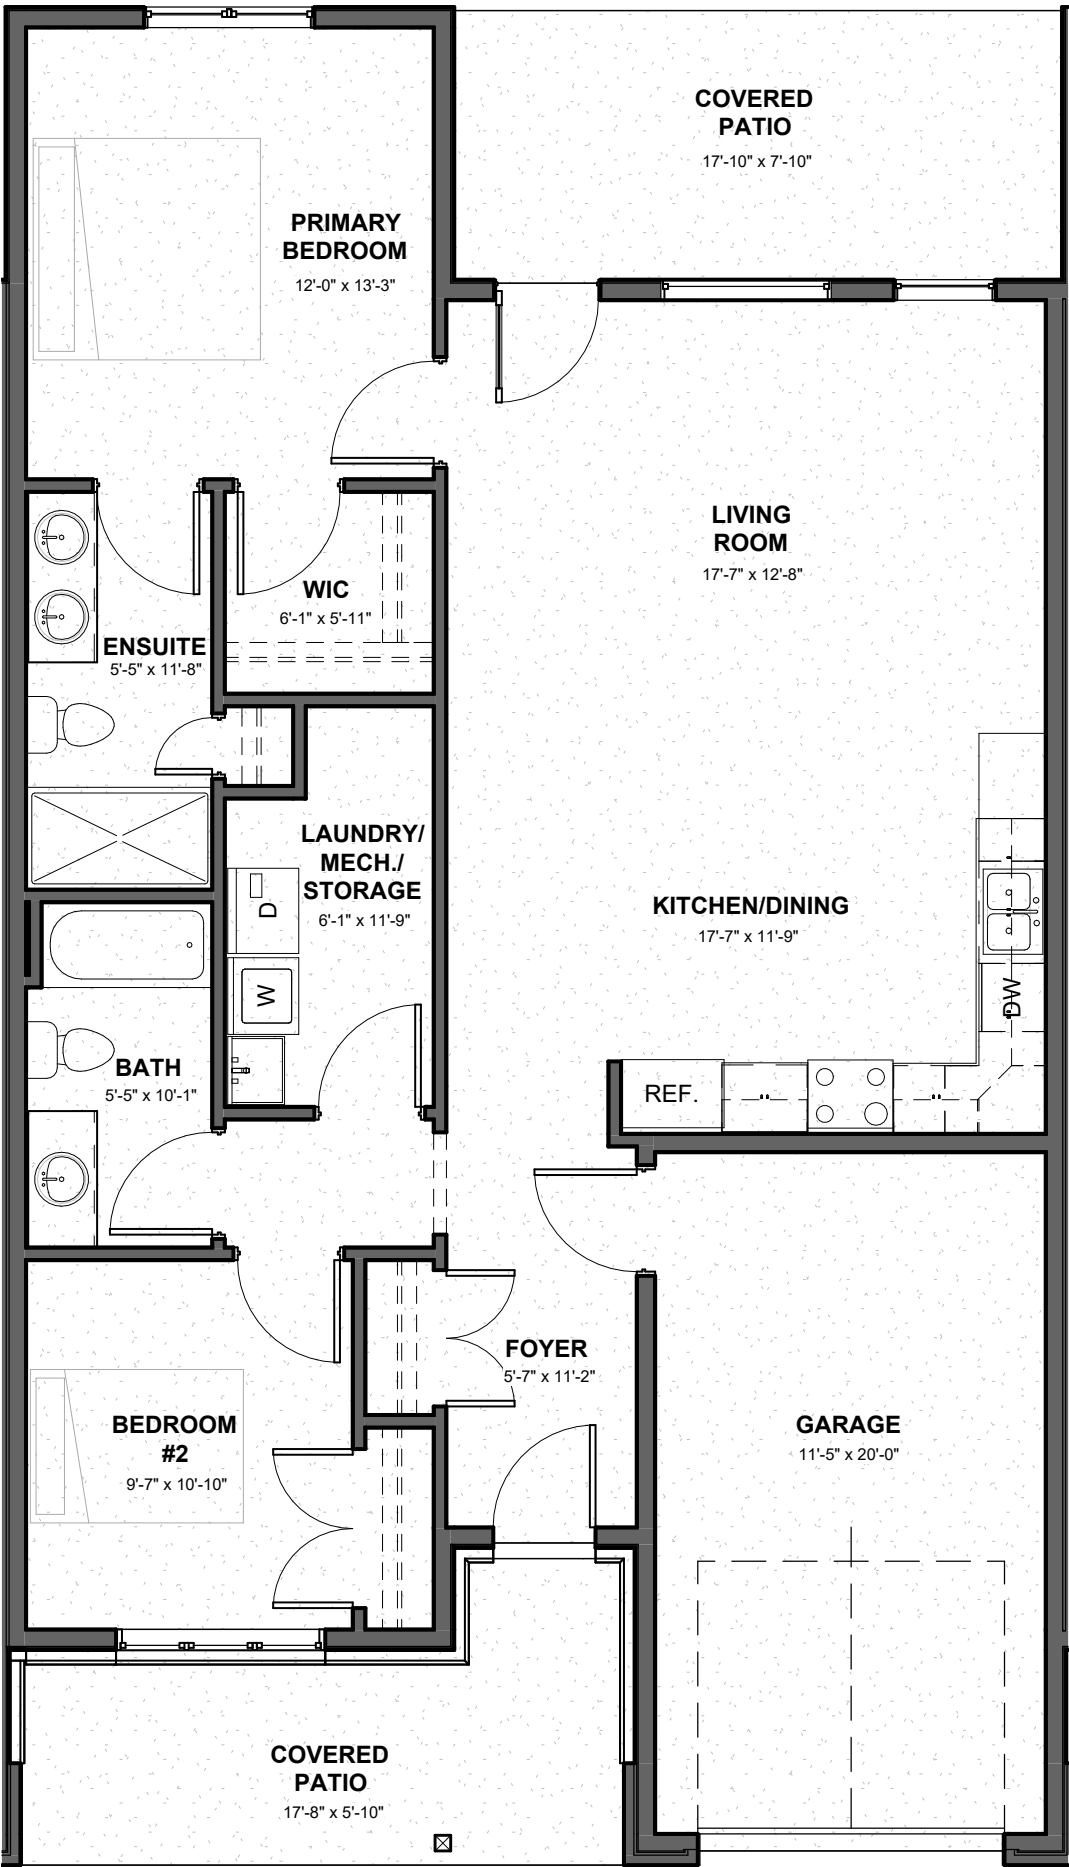 COVERED
PATIO
17'-10" x 7'-10"
PRIMARY
BEDROOM
12'-0" x 13'-3"
LIVING
ROOM
17'-7" x 12'-8"
WIC
6'-1" x 5'-11"
ENSUITE
5'-5" x 11'-8"
LAUNDRY/
MECH./
STORAGE
6'-1" x 11'-9"
D
W
KITCHEN/DINING
17'-7" x 11'-9"
DW
REF.
BATH
5'-5" x 10'-1"
FOYER
5'-7" x 11'-2"
BEDROOM
#2
9'-7" x 10'-10"
GARAGE
11'-5" x 20'-0"
COVERED
PATIO
17'-8" x 5'-10"